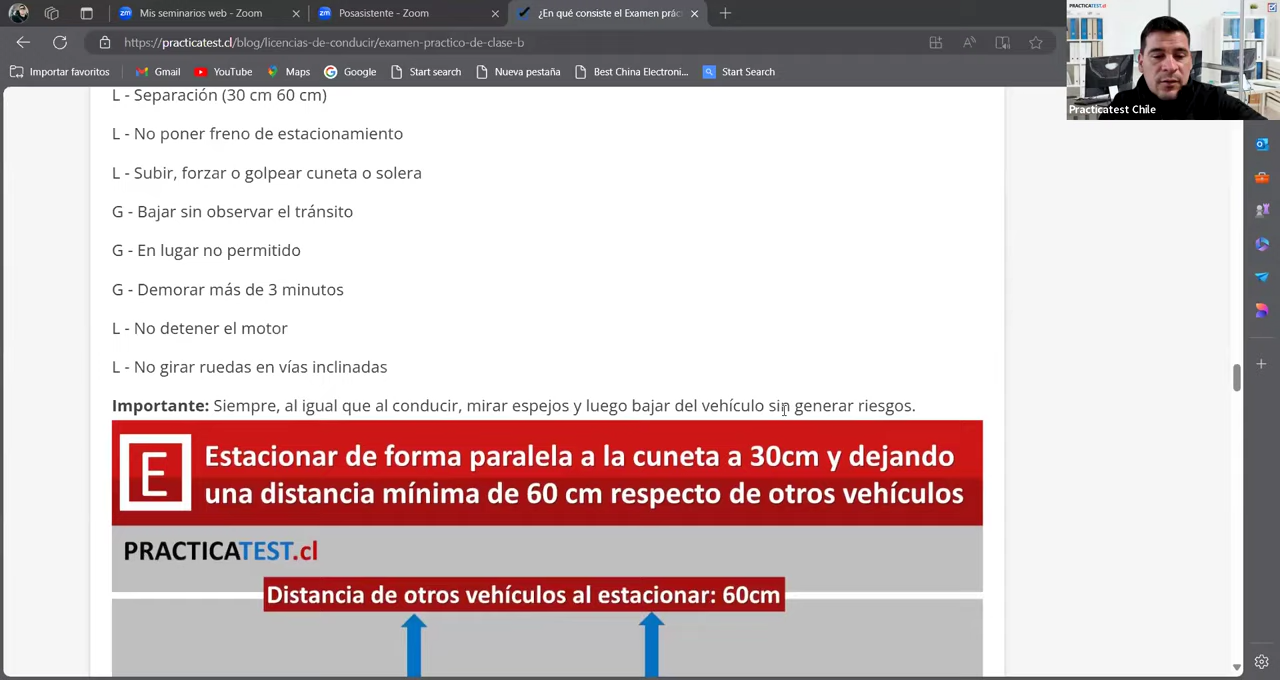 Mis seminarios web - Zoom
Posasistente - Zoom
¿En qué consiste el Examen prác
https://practicatest.cl/blog/licencias-de-conducir/examen-practico-de-clase-b
Importar favoritos
Gmail
YouTube
Maps
Google
Start search
Nueva pestaña
Best China Electroni...
Start Search
PRACTICATEST.cl
Practicatest Chile
L - Separación (30 cm 60 cm)
L - No poner freno de estacionamiento
L - Subir, forzar o golpear cuneta o solera
G - Bajar sin observar el tránsito
G - En lugar no permitido
G - Demorar más de 3 minutos
L - No detener el motor
L - No girar ruedas en vías inclinadas
Importante: Siempre, al igual que al conducir, mirar espejos y luego bajar del vehículo sin generar riesgos.
E
Estacionar de forma paralela a la cuneta a 30cm y dejando
una distancia mínima de 60 cm respecto de otros vehículos
PRACTICATEST.cl
Distancia de otros vehículos al estacionar: 60cm